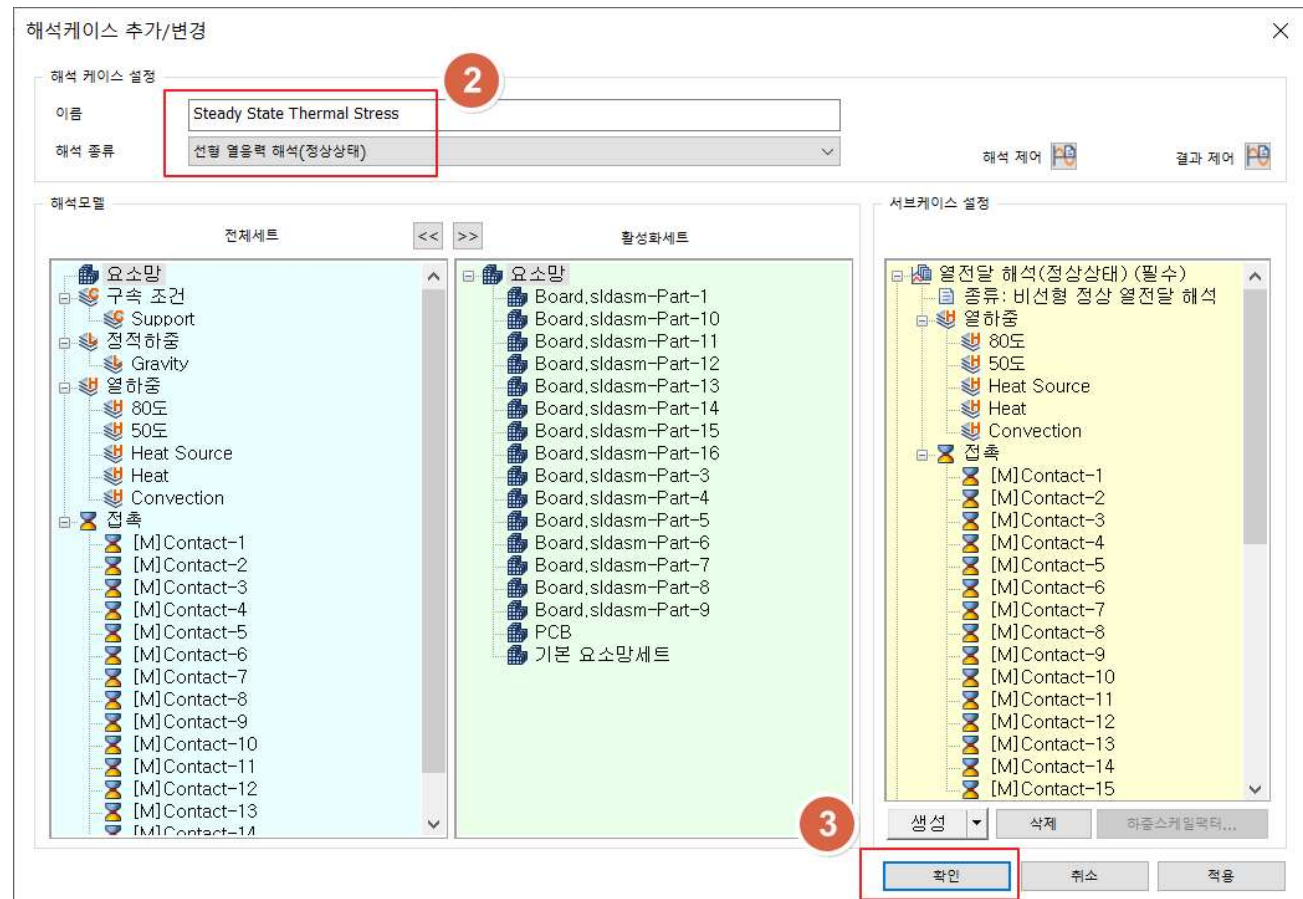 해석케이스 추가/변경
해석 케이스 설정
2
이름
Steady State Thermal Stress
해석 종류
선형 열응력 해석(정상상태)
해석 제어
결과 제어
해석모델
전체세트
<< >>
활성화세트
요소망
구속 조건
Support
정적하중
Gravity
열하중
80도
50도
Heat Source
Heat
Convection
접촉
[M]Contact-1
[M]Contact-2
[M]Contact-3
[M]Contact-4
[M]Contact-5
[M]Contact-6
[M]Contact-7
[M]Contact-8
[M]Contact-9
[M]Contact-10
[M]Contact-11
[M]Contact-12
[M]Contact-13
[M]Contact-14
요소망
Board.sldasm-Part-1
Board.sldasm-Part-10
Board.sldasm-Part-11
Board.sldasm-Part-12
Board.sldasm-Part-13
Board.sldasm-Part-14
Board.sldasm-Part-15
Board.sldasm-Part-16
Board.sldasm-Part-3
Board.sldasm-Part-4
Board.sldasm-Part-5
Board.sldasm-Part-6
Board.sldasm-Part-7
Board.sldasm-Part-8
Board.sldasm-Part-9
PCB
기본 요소망세트
서브케이스 설정
열전달 해석(정상상태) (필수)
종류: 비선형 정상 열전달 해석
열하중
80도
50도
Heat Source
Heat
Convection
접촉
[M]Contact-1
[M]Contact-2
[M]Contact-3
[M]Contact-4
[M]Contact-5
[M]Contact-6
[M]Contact-7
[M]Contact-8
[M]Contact-9
[M]Contact-10
[M]Contact-11
[M]Contact-12
[M]Contact-13
[M]Contact-14
[M]Contact-15
3
생성
삭제
하중스케일팩터...
확인
취소
적용